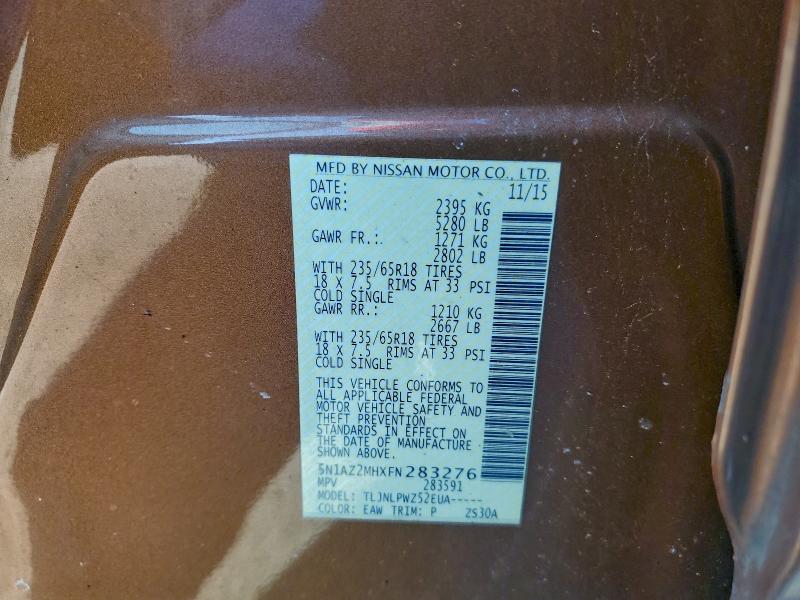 MFD BY NISSAN MOTOR CO., LTD.
DATE: 11/15
GVWR: 2395 KG
5280 LB
GAWR FR.: 1271 KG
2802 LB
WITH 235/65R18 TIRES
18 X 7.5 RIMS AT 33 PSI
COLD SINGLE
GAWR RR.: 1210 KG
2667 LB
WITH 235/65R18 TIRES
18 X 7.5 RIMS AT 33 PSI
COLD SINGLE
THIS VEHICLE CONFORMS TO
ALL APPLICABLE FEDERAL
MOTOR VEHICLE SAFETY AND
THEFT PREVENTION
STANDARDS IN EFFECT ON
THE DATE OF MANUFACTURE
SHOWN ABOVE.
5N1AZ2MHXFN283276
MPV 283591
MODEL: TLJNLPWZ52EUA-----
COLOR: EAW TRIM: P ZS30A